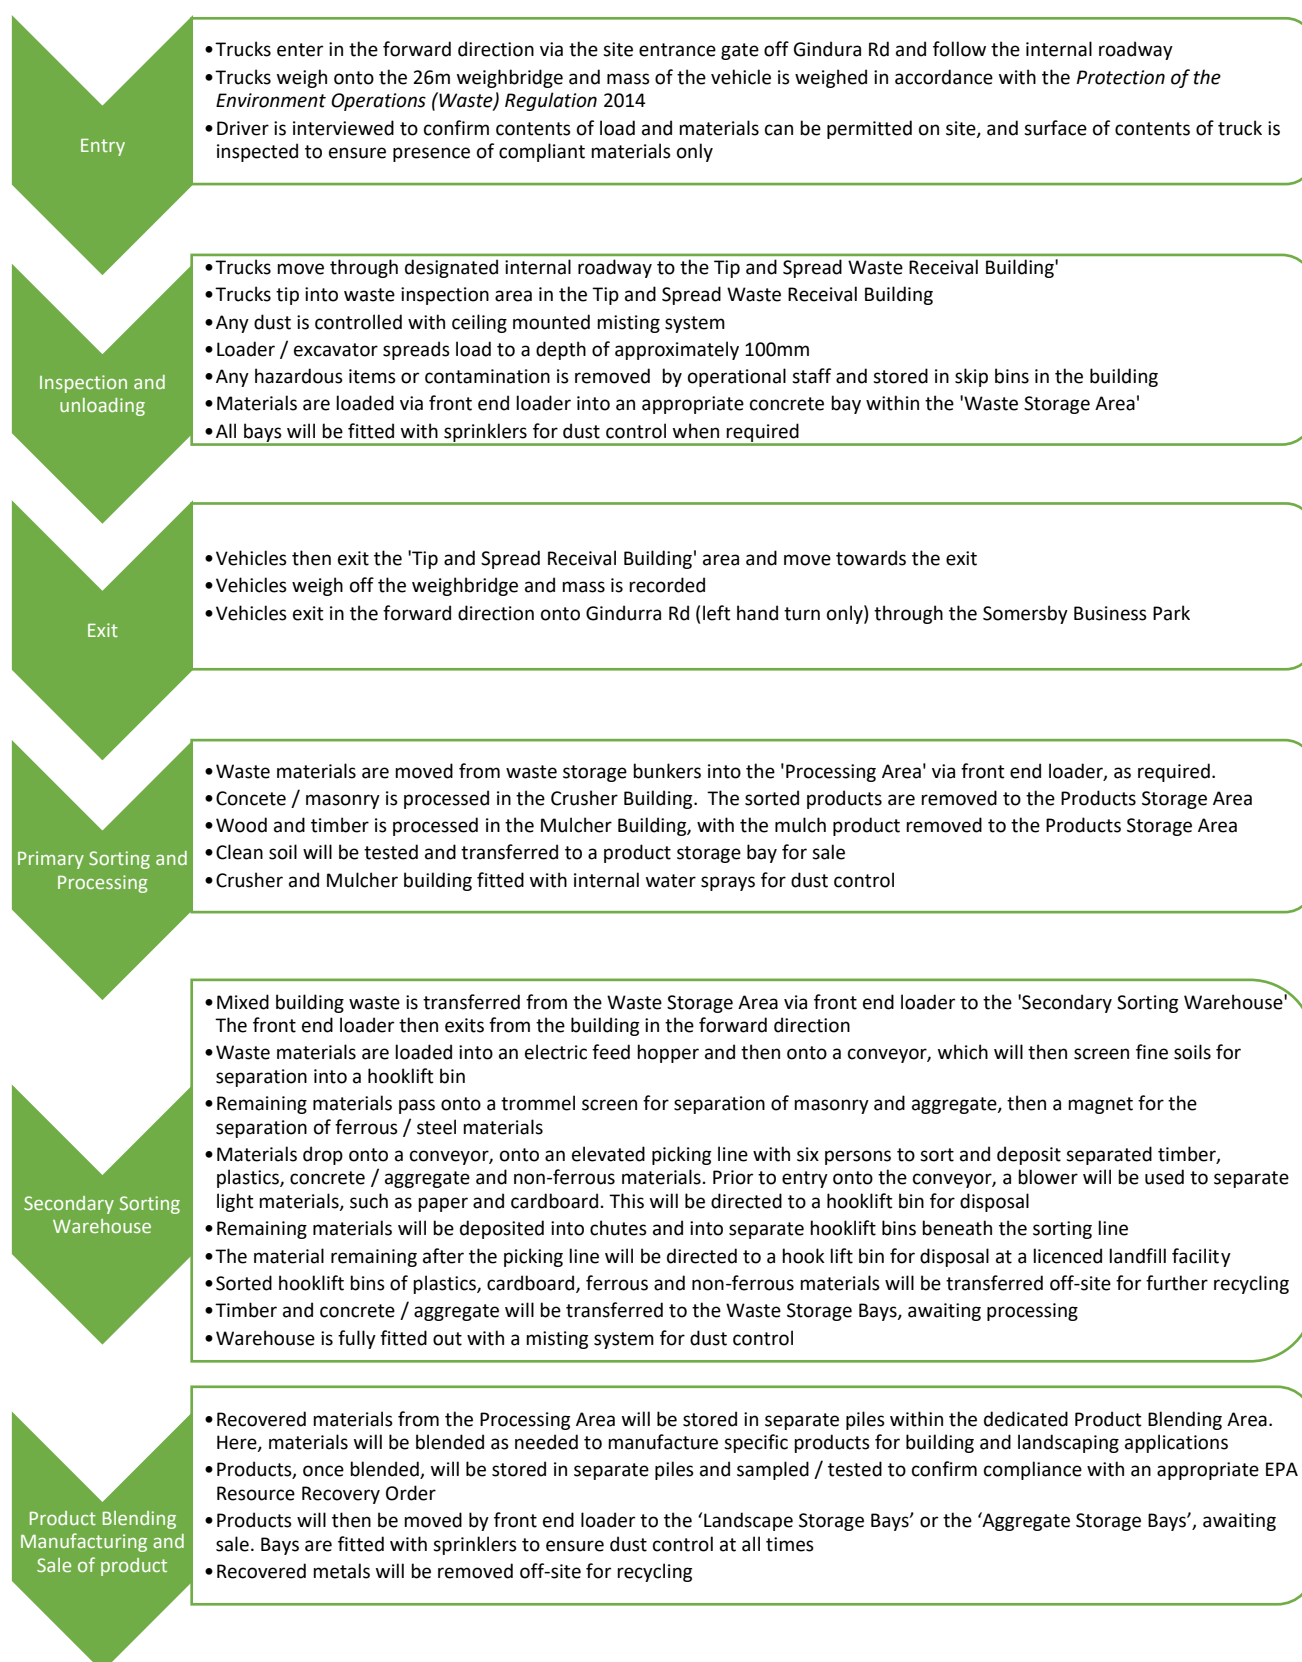 Entry
•Trucks enter in the forward direction via the site entrance gate off Gindura Rd and follow the internal roadway
•Trucks weigh onto the 26m weighbridge and mass of the vehicle is weighed in accordance with the Protection of the
Environment Operations (Waste) Regulation 2014
•Driver is interviewed to confirm contents of load and materials can be permitted on site, and surface of contents of truck is
inspected to ensure presence of compliant materials only
Inspection and
unloading
•Trucks move through designated internal roadway to the Tip and Spread Waste Receival Building'
•Trucks tip into waste inspection area in the Tip and Spread Waste Receival Building
•Any dust is controlled with ceiling mounted misting system
•Loader / excavator spreads load to a depth of approximately 100mm
•Any hazardous items or contamination is removed  by operational staff and stored in skip bins in the building
•Materials are loaded via front end loader into an appropriate concrete bay within the 'Waste Storage Area'
•All bays will be fitted with sprinklers for dust control when required
Exit
•Vehicles then exit the 'Tip and Spread Receival Building' area and move towards the exit
•Vehicles weigh off the weighbridge and mass is recorded
•Vehicles exit in the forward direction onto Gindurra Rd (left hand turn only) through the Somersby Business Park
Primary Sorting and
Processing
•Waste materials are moved from waste storage bunkers into the 'Processing Area' via front end loader, as required.
•Concete / masonry is processed in the Crusher Building.  The sorted products are removed to the Products Storage Area
•Wood and timber is processed in the Mulcher Building, with the mulch product removed to the Products Storage Area
•Clean soil will be tested and transferred to a product storage bay for sale
•Crusher and Mulcher building fitted with internal water sprays for dust control
Secondary Sorting
Warehouse
•Mixed building waste is transferred from the Waste Storage Area via front end loader to the 'Secondary Sorting Warehouse'
The front end loader then exits from the building in the forward direction
•Waste materials are loaded into an electric feed hopper and then onto a conveyor, which will then screen fine soils for
separation into a hooklift bin
•Remaining materials pass onto a trommel screen for separation of masonry and aggregate, then a magnet for the
separation of ferrous / steel materials
•Materials drop onto a conveyor, onto an elevated picking line with six persons to sort and deposit separated timber,
plastics, concrete / aggregate and non-ferrous materials. Prior to entry onto the conveyor, a blower will be used to separate
light materials, such as paper and cardboard. This will be directed to a hooklift bin for disposal
•Remaining materials will be deposited into chutes and into separate hooklift bins beneath the sorting line
•The material remaining after the picking line will be directed to a hook lift bin for disposal at a licenced landfill facility
•Sorted hooklift bins of plastics, cardboard, ferrous and non-ferrous materials will be transferred off-site for further recycling
•Timber and concrete / aggregate will be transferred to the Waste Storage Bays, awaiting processing
•Warehouse is fully fitted out with a misting system for dust control
Product Blending
Manufacturing and
Sale of product
•Recovered materials from the Processing Area will be stored in separate piles within the dedicated Product Blending Area.
Here, materials will be blended as needed to manufacture specific products for building and landscaping applications
•Products, once blended, will be stored in separate piles and sampled / tested to confirm compliance with an appropriate EPA
Resource Recovery Order
•Products will then be moved by front end loader to the ‘Landscape Storage Bays’ or the ‘Aggregate Storage Bays’, awaiting
sale. Bays are fitted with sprinklers to ensure dust control at all times
•Recovered metals will be removed off-site for recycling